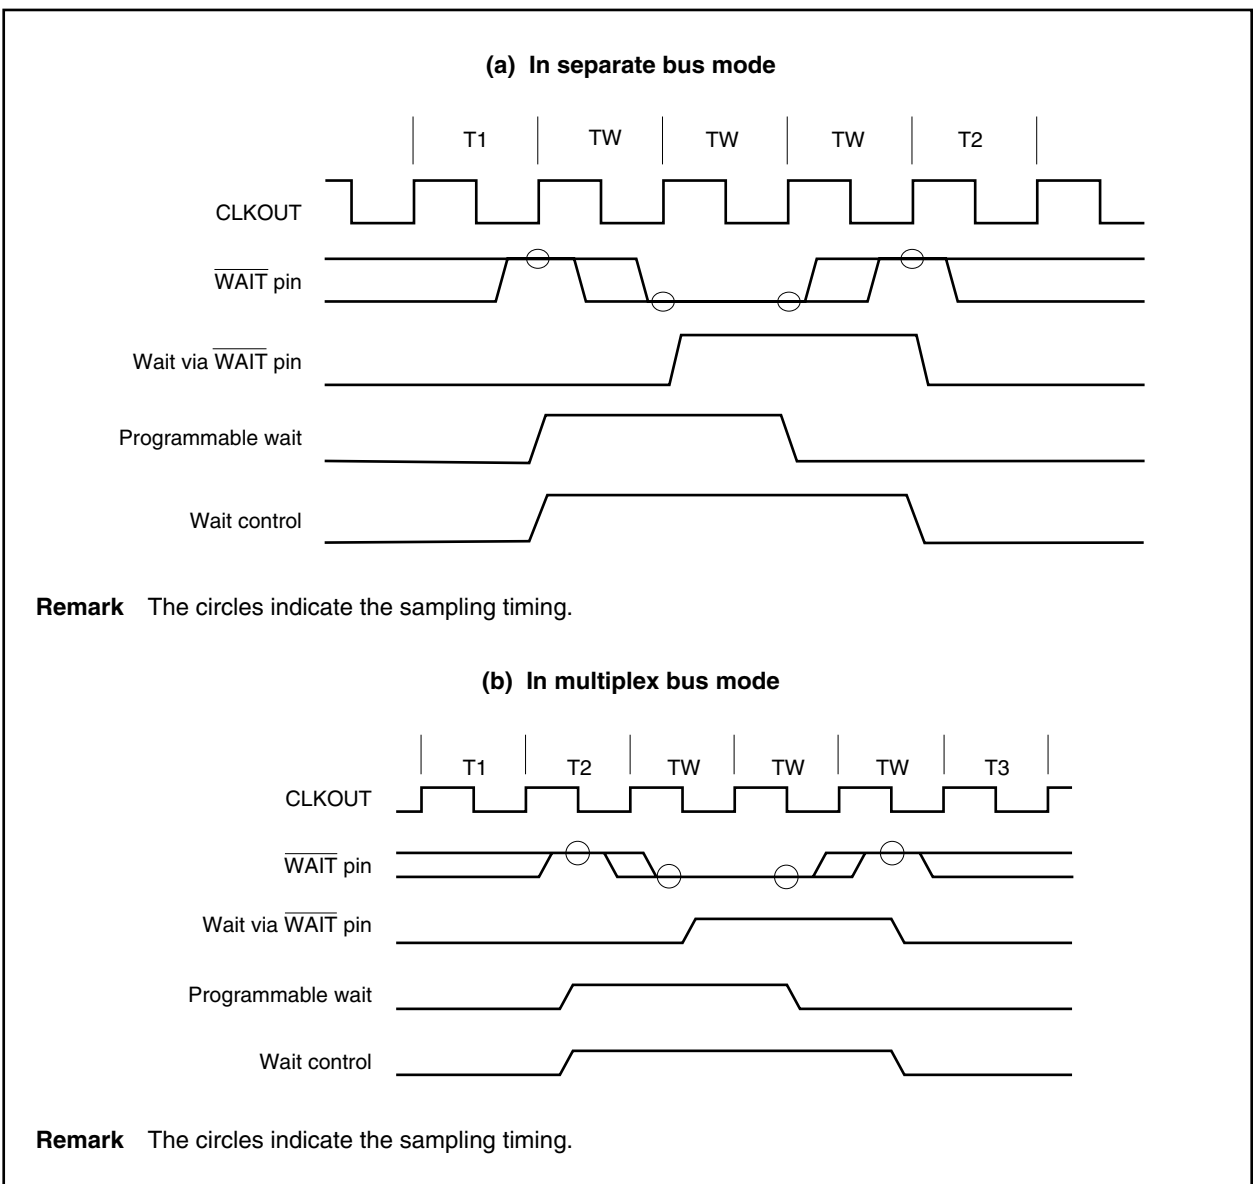 (a) In separate bus mode
T1 TW TW TW T2
CLKOUT
WAIT pin
Wait via WAIT pin
Programmable wait
Wait control
Remark The circles indicate the sampling timing.
(b) In multiplex bus mode
T1 T2 TW TW TW T3
CLKOUT
WAIT pin
Wait via WAIT pin
Programmable wait
Wait control
Remark The circles indicate the sampling timing.